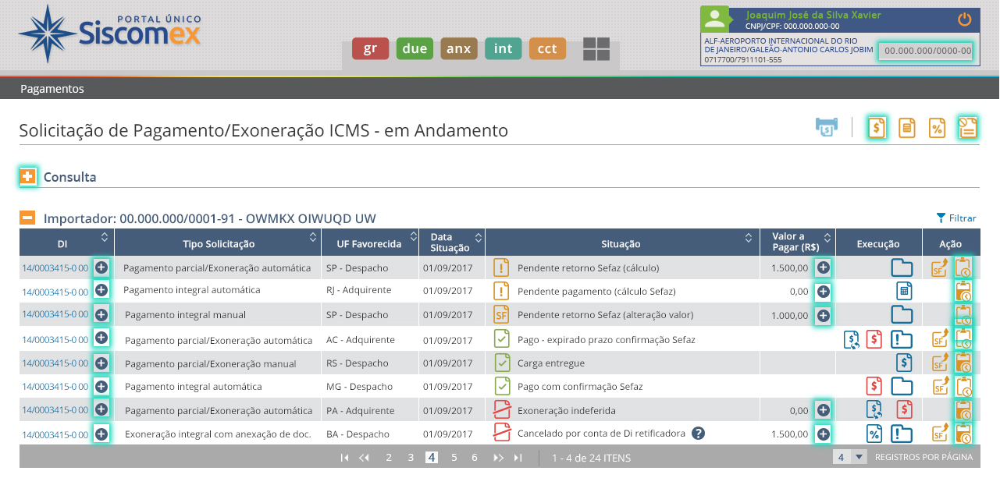 PORTAL ÚNICO
Siscomex
gr due anx int cct
Joaquim José da Silva Xavier
CNPJ/CPF: 000.000.000-00
ALF-AEROPORTO INTERNACIONAL DO RIO
DE JANEIRO/GALEÃO-ANTONIO CARLOS JOBIM
0717700/7911101-555
00.000.000/0000-00
Pagamentos
Solicitação de Pagamento/Exoneração ICMS - em Andamento
Consulta
Importador: 00.000.000/0001-91 - OWMKX OIWUQD UW
Filtrar
DI Tipo Solicitação UF Favorecida Data Situação Situação Valor a Pagar (R$) Execução Ação
14/0003415-0 00 Pagamento parcial/Exoneração automática SP - Despacho 01/09/2017 Pendente retorno Sefaz (cálculo) 1.500,00 SF
14/0003415-0 00 Pagamento integral automática RJ - Adqquirente 01/09/2017 Pendente pagamento (cálculo Sefaz) 0,00
14/0003415-0 00 Pagamento integral manual SP - Despacho 01/09/2017 SF Pendente retorno Sefaz (alteração valor) 1.000,00
14/0003415-0 00 Pagamento parcial/Exoneração automática AC - Adquirente 01/09/2017 Pago - expirado prazo confirmação Sefaz SF
14/0003415-0 00 Pagamento parcial/Exoneração manual RS - Despacho 01/09/2017 Carga entregue SF
14/0003415-0 00 Pagamento integral automática MG - Despacho 01/09/2017 Pago com confirmação Sefaz SF
14/0003415-0 00 Pagamento parcial/Exoneração automática PA - Adquirente 01/09/2017 Exoneração indeferida 0,00
14/0003415-0 00 Exoneração integral com anexação de doc. BA - Despacho 01/09/2017 Cancelado por conta de Di retificadora ? 1.500,00 SF
2 3 4 5 6 1 - 4 de 24 ITENS 4 REGISTROS POR PÁGINA